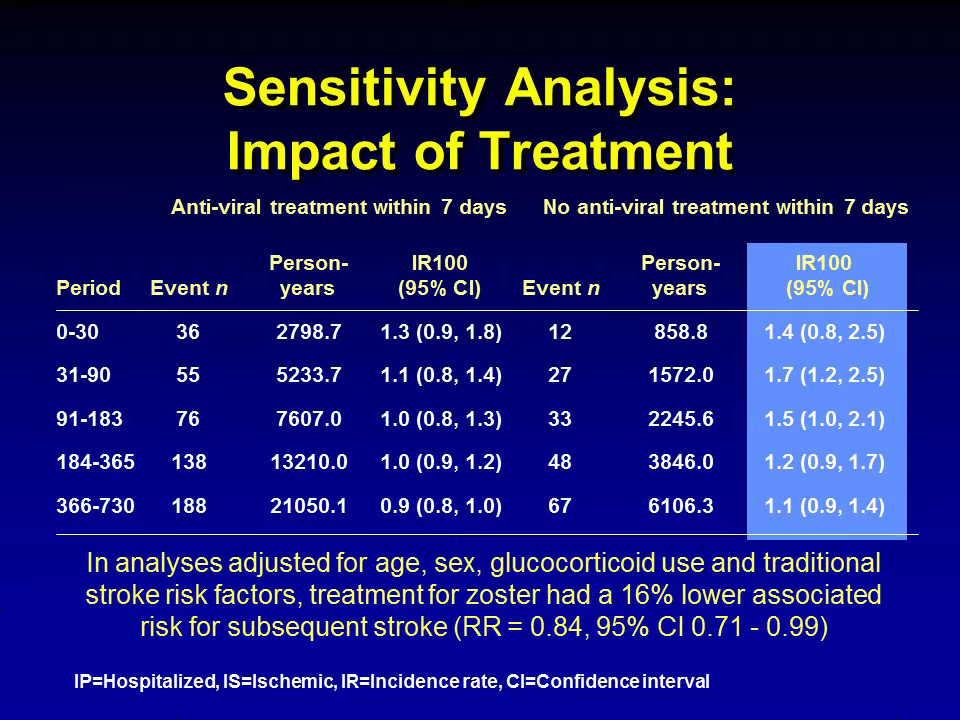 Sensitivity Analysis:
Impact of Treatment
Anti-viral treatment within 7 days No anti-viral treatment within 7 days
Person- IR100 Person- IR100
Period Event n years (95% CI) Event n years (95% CI)
0-30 36 2798.7 1.3 (0.9, 1.8) 12 858.8 1.4 (0.8, 2.5)
31-90 55 5233.7 1.1 (0.8, 1.4) 27 1572.0 1.7 (1.2, 2.5)
91-183 76 7607.0 1.0 (0.8, 1.3) 33 2245.6 1.5 (1.0, 2.1)
184-365 138 13210.0 1.0 (0.9, 1.2) 48 3846.0 1.2 (0.9, 1.7)
366-730 188 21050.1 0.9 (0.8, 1.0) 67 6106.3 1.1 (0.9, 1.4)
In analyses adjusted for age, sex, glucocorticoid use and traditional
stroke risk factors, treatment for zoster had a 16% lower associated
risk for subsequent stroke (RR = 0.84, 95% CI 0.71 - 0.99)
IP=Hospitalized, IS=Ischemic, IR=Incidence rate, CI=Confidence interval